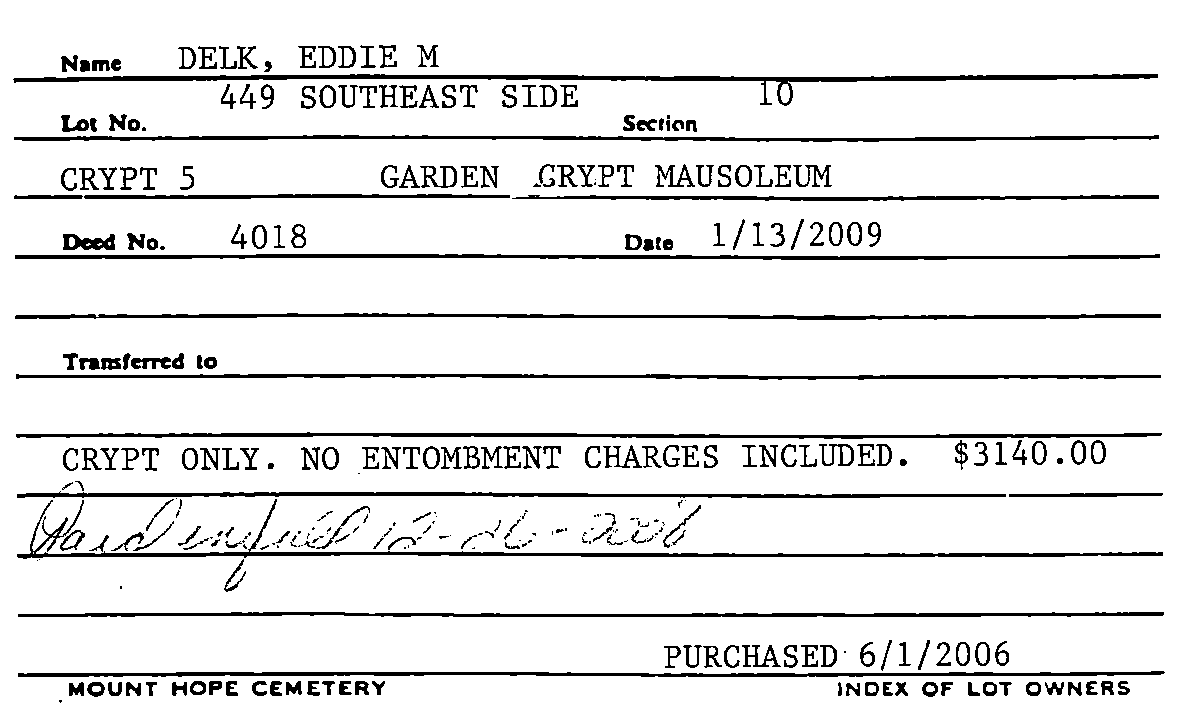 Name DELK, EDDIE M
449 SOUTHEAST SIDE 10
Lot No. Section
CRYPT 5 GARDEN CRYPT MAUSOLEUM
Deed No. 4018 Date 1/13/2009
Transferred to
CRYPT ONLY. NO ENTOMBMENT CHARGES INCLUDED. $3140.00
Paid in full 12-26-2008
PURCHASED 6/1/2006
MOUNT HOPE CEMETERY INDEX OF LOT OWNERS